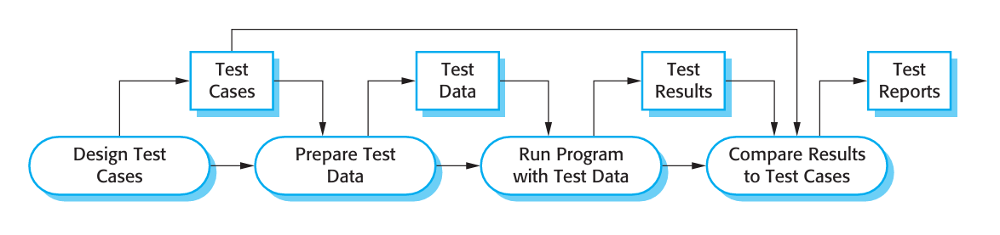 Test
Cases
Test
Data
Test
Results
Test
Reports
Design Test
Cases
Prepare Test
Data
Run Program
with Test Data
Compare Results
to Test Cases